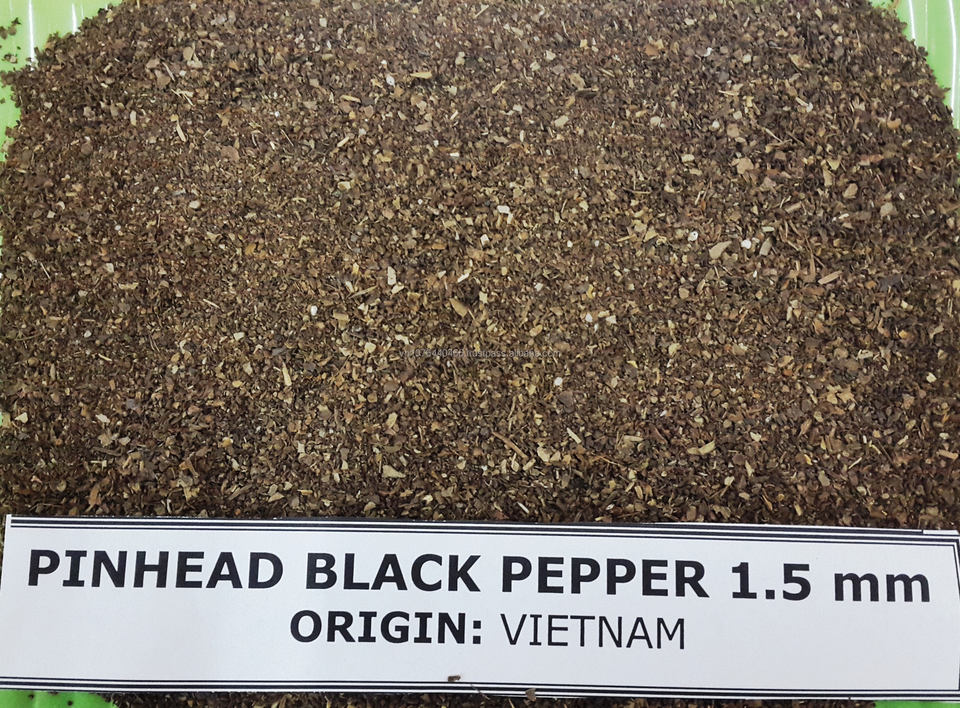 PINHEAD BLACK PEPPER 1.5 mm
ORIGIN: VIETNAM